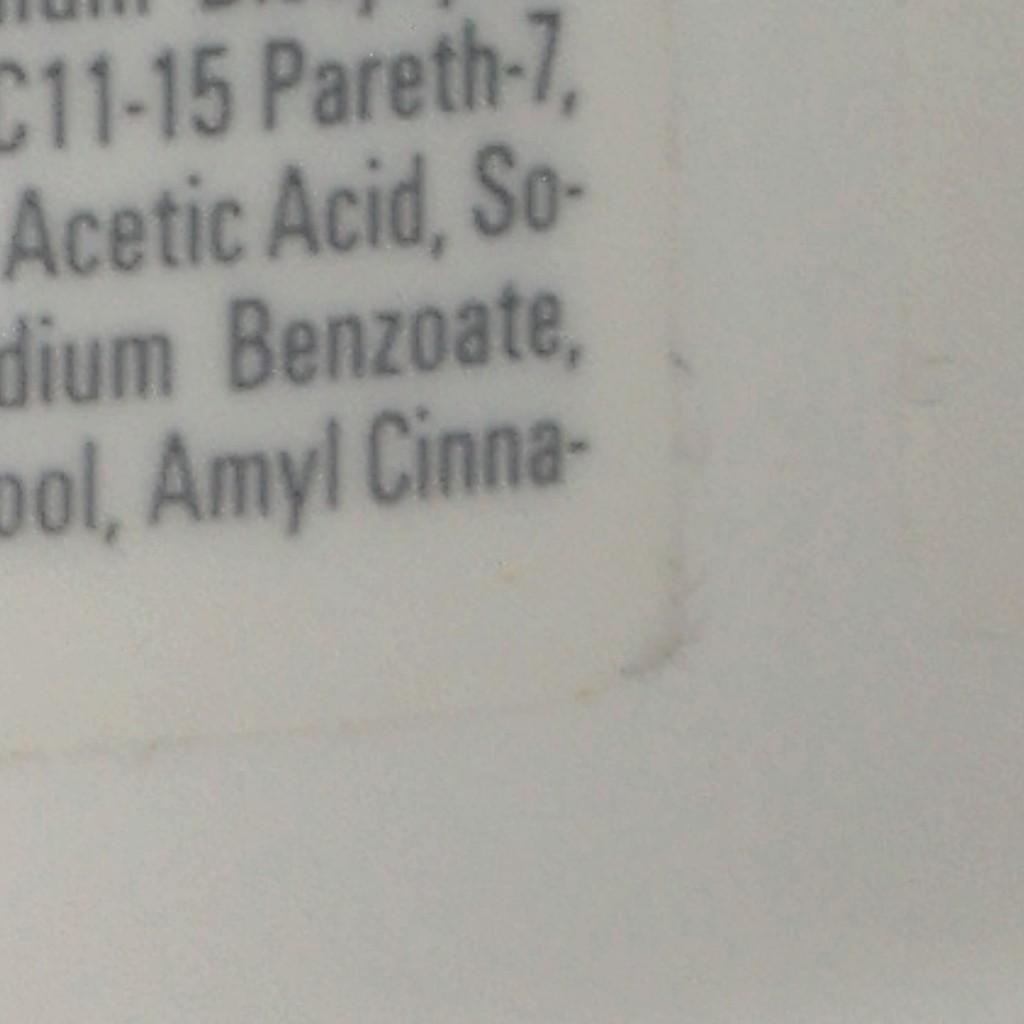 C11-15 Pareth-7,
Acetic Acid, So-
dium Benzoate,
ool, Amyl Cinna-